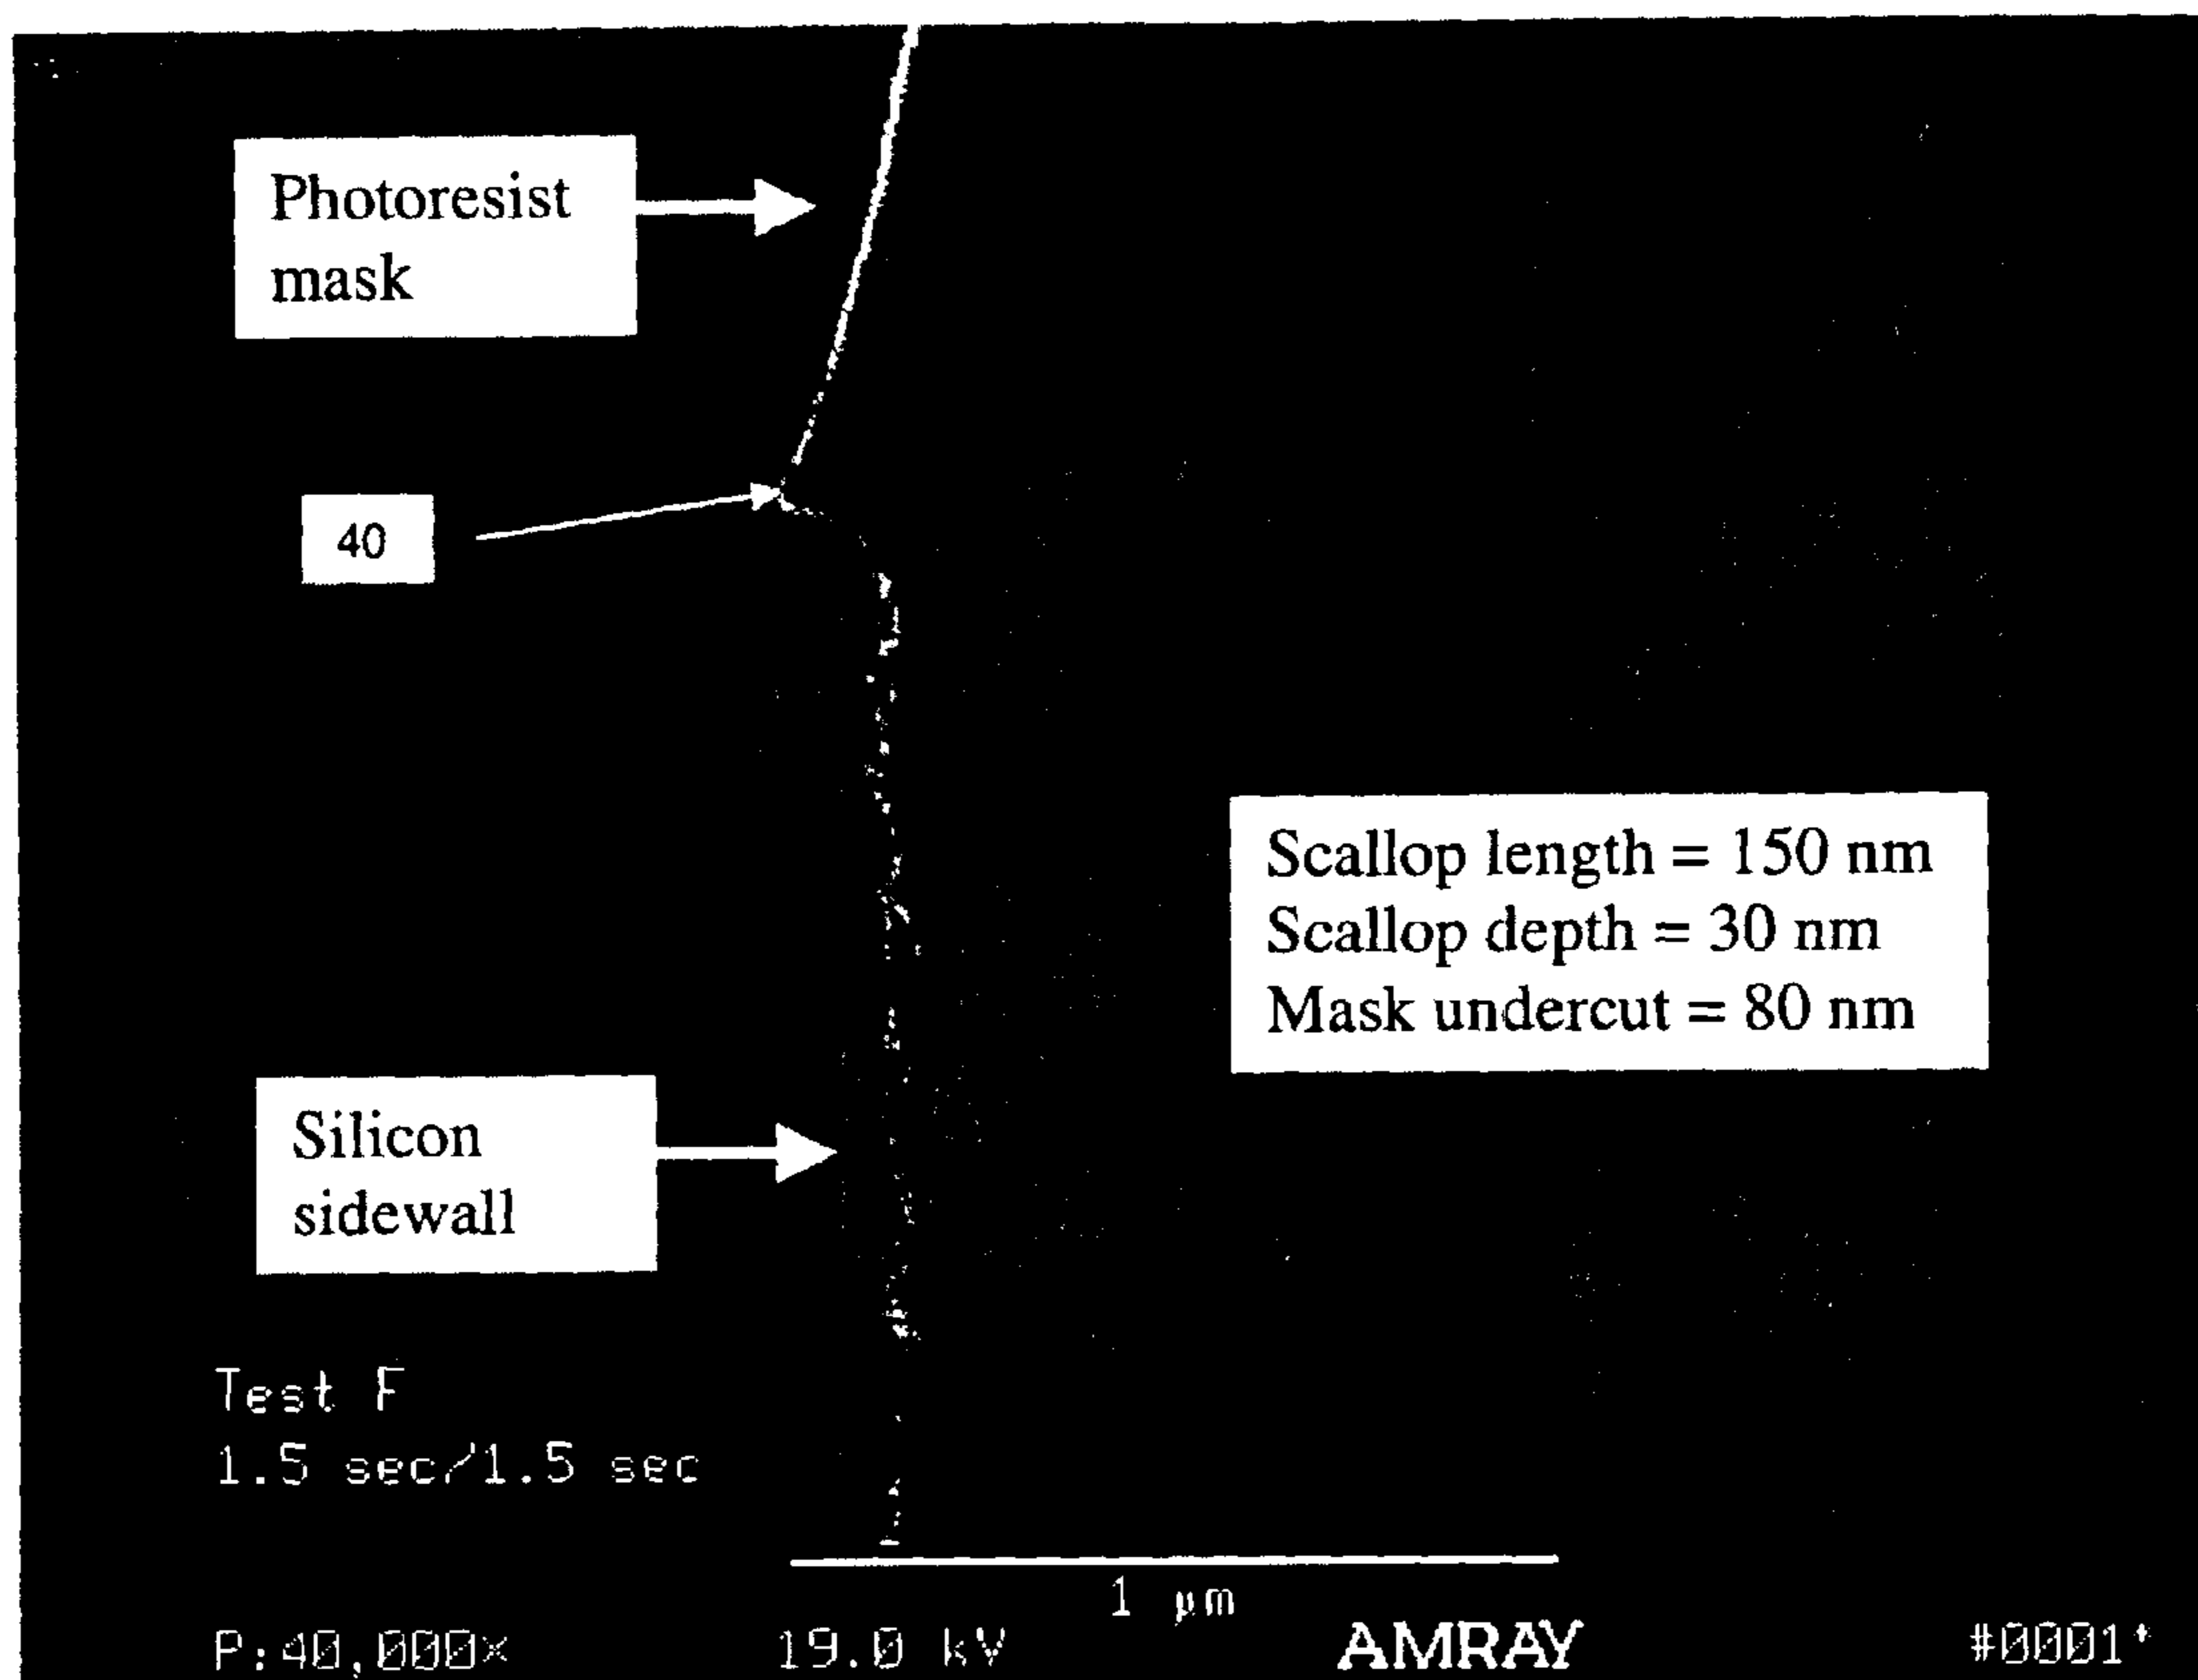 Photoresist
mask
40
Scallop length = 150 nm
Scallop depth = 30 nm
Mask undercut = 80 nm
Silicon
sidewall
Test F
1.5 sec/1.5 sec
1 µm
P:40,000× 19.0 kV AMRAY #0001*